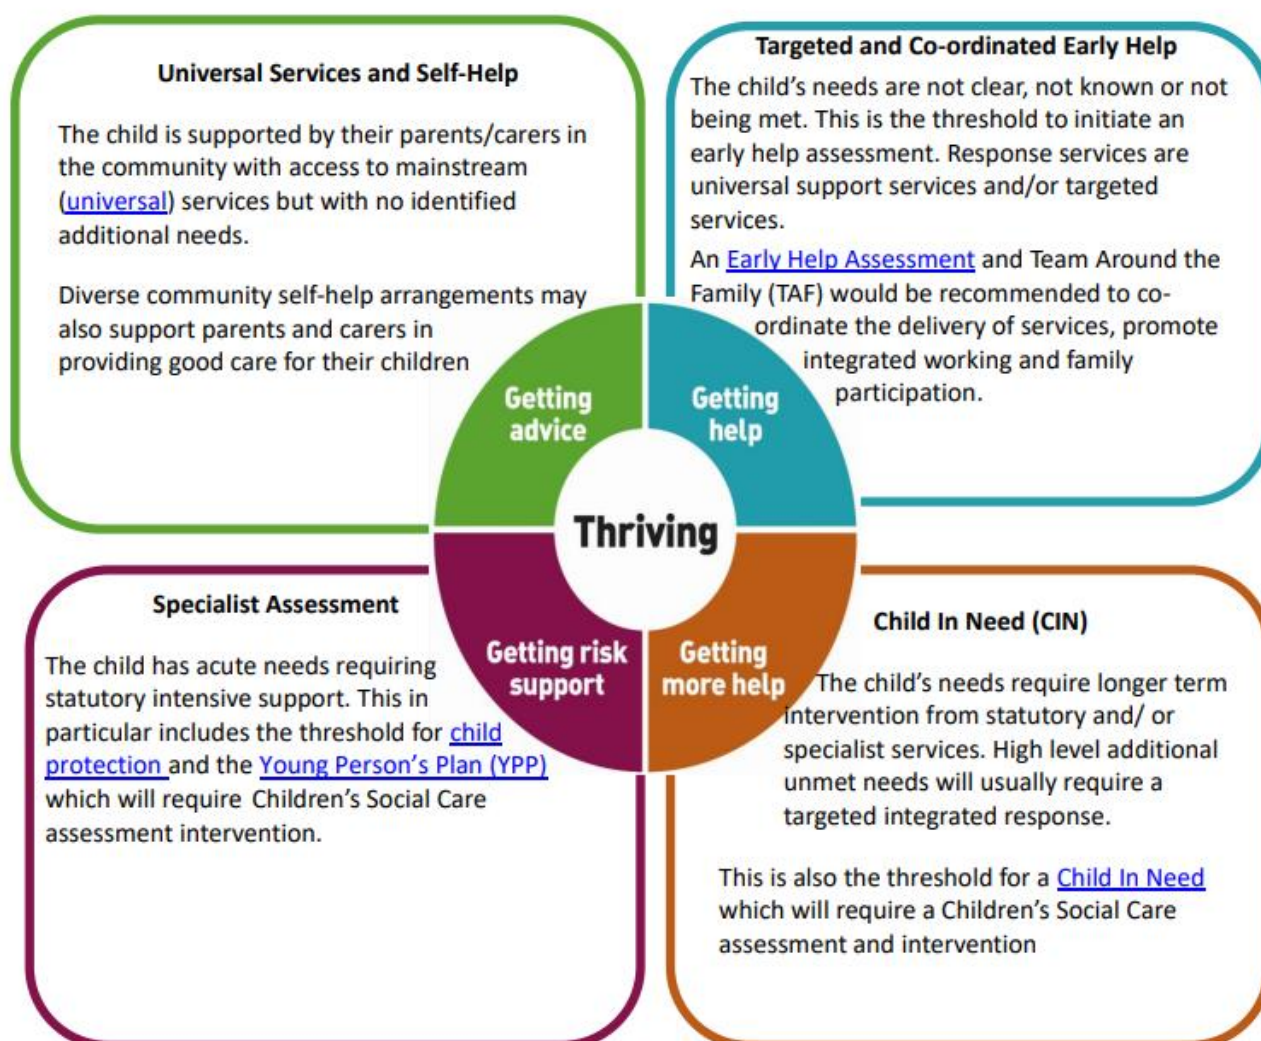 Universal Services and Self-Help
The child is supported by their parents/carers in
the community with access to mainstream
(universal) services but with no identified
additional needs.
Diverse community self-help arrangements may
also support parents and carers in
providing good care for their children
Targeted and Co-ordinated Early Help
The child’s needs are not clear, not known or not
being met. This is the threshold to initiate an
early help assessment. Response services are
universal support services and/or targeted
services.
An Early Help Assessment and Team Around the
Family (TAF) would be recommended to co-
ordinate the delivery of services, promote
integrated working and family
participation.
Getting
advice
Getting
help
Thriving
Getting risk
support
Getting
more help
Specialist Assessment
The child has acute needs requiring
statutory intensive support. This in
particular includes the threshold for child
protection and the Young Person’s Plan (YPP)
which will require Children’s Social Care
assessment intervention.
Child In Need (CIN)
The child’s needs require longer term
intervention from statutory and/ or
specialist services. High level additional
unmet needs will usually require a
targeted integrated response.
This is also the threshold for a Child In Need
which will require a Children’s Social Care
assessment and intervention